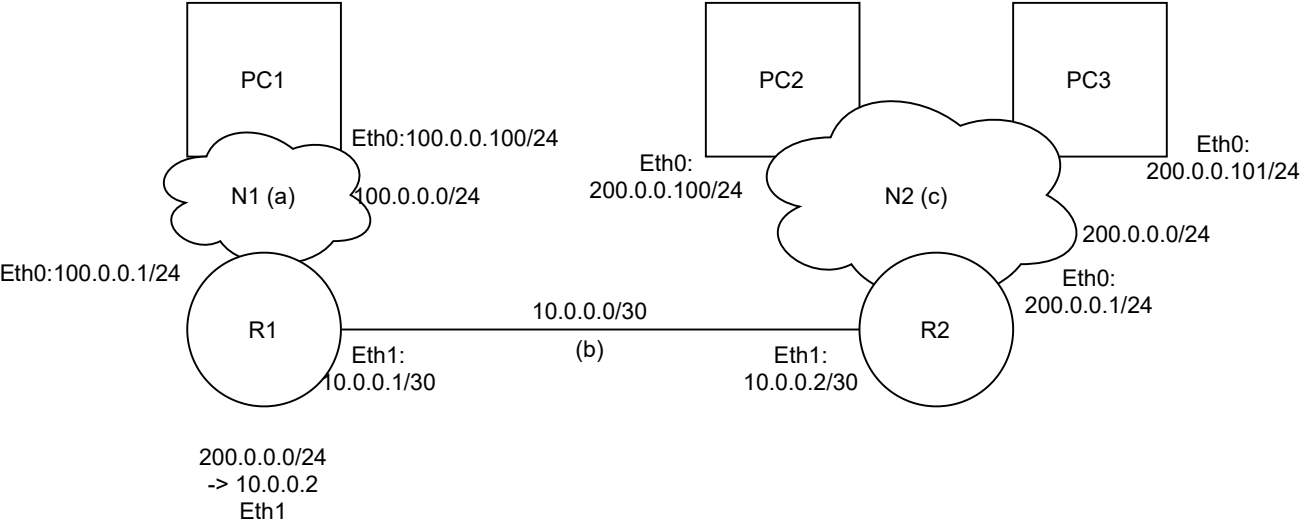 PC1
PC2
PC3
Eth0:100.0.0.100/24
Eth0:
200.0.0.100/24
Eth0:
200.0.0.101/24
N1 (a)
100.0.0.0/24
N2 (c)
200.0.0.0/24
Eth0:100.0.0.1/24
Eth0:
200.0.0.1/24
R1
10.0.0.0/30
(b)
R2
Eth1:
10.0.0.1/30
Eth1:
10.0.0.2/30
200.0.0.0/24
-> 10.0.0.2
Eth1